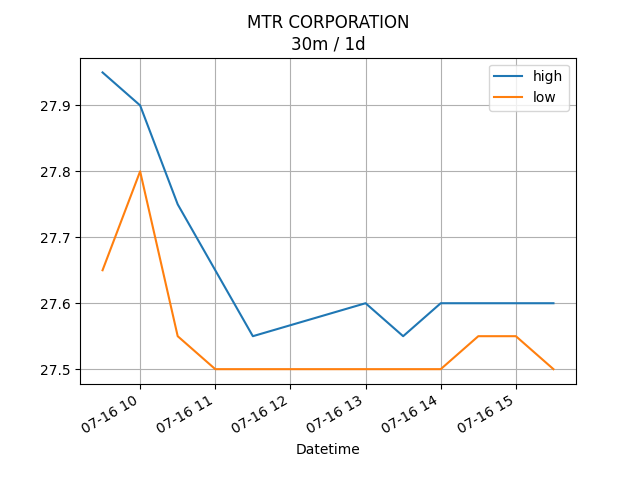 MTR CORPORATION
30m / 1d
high
low
27.9
27.8
27.7
27.6
27.5
07-16 10
07-16 11
07-16 12
07-16 13
07-16 14
07-16 15
Datetime